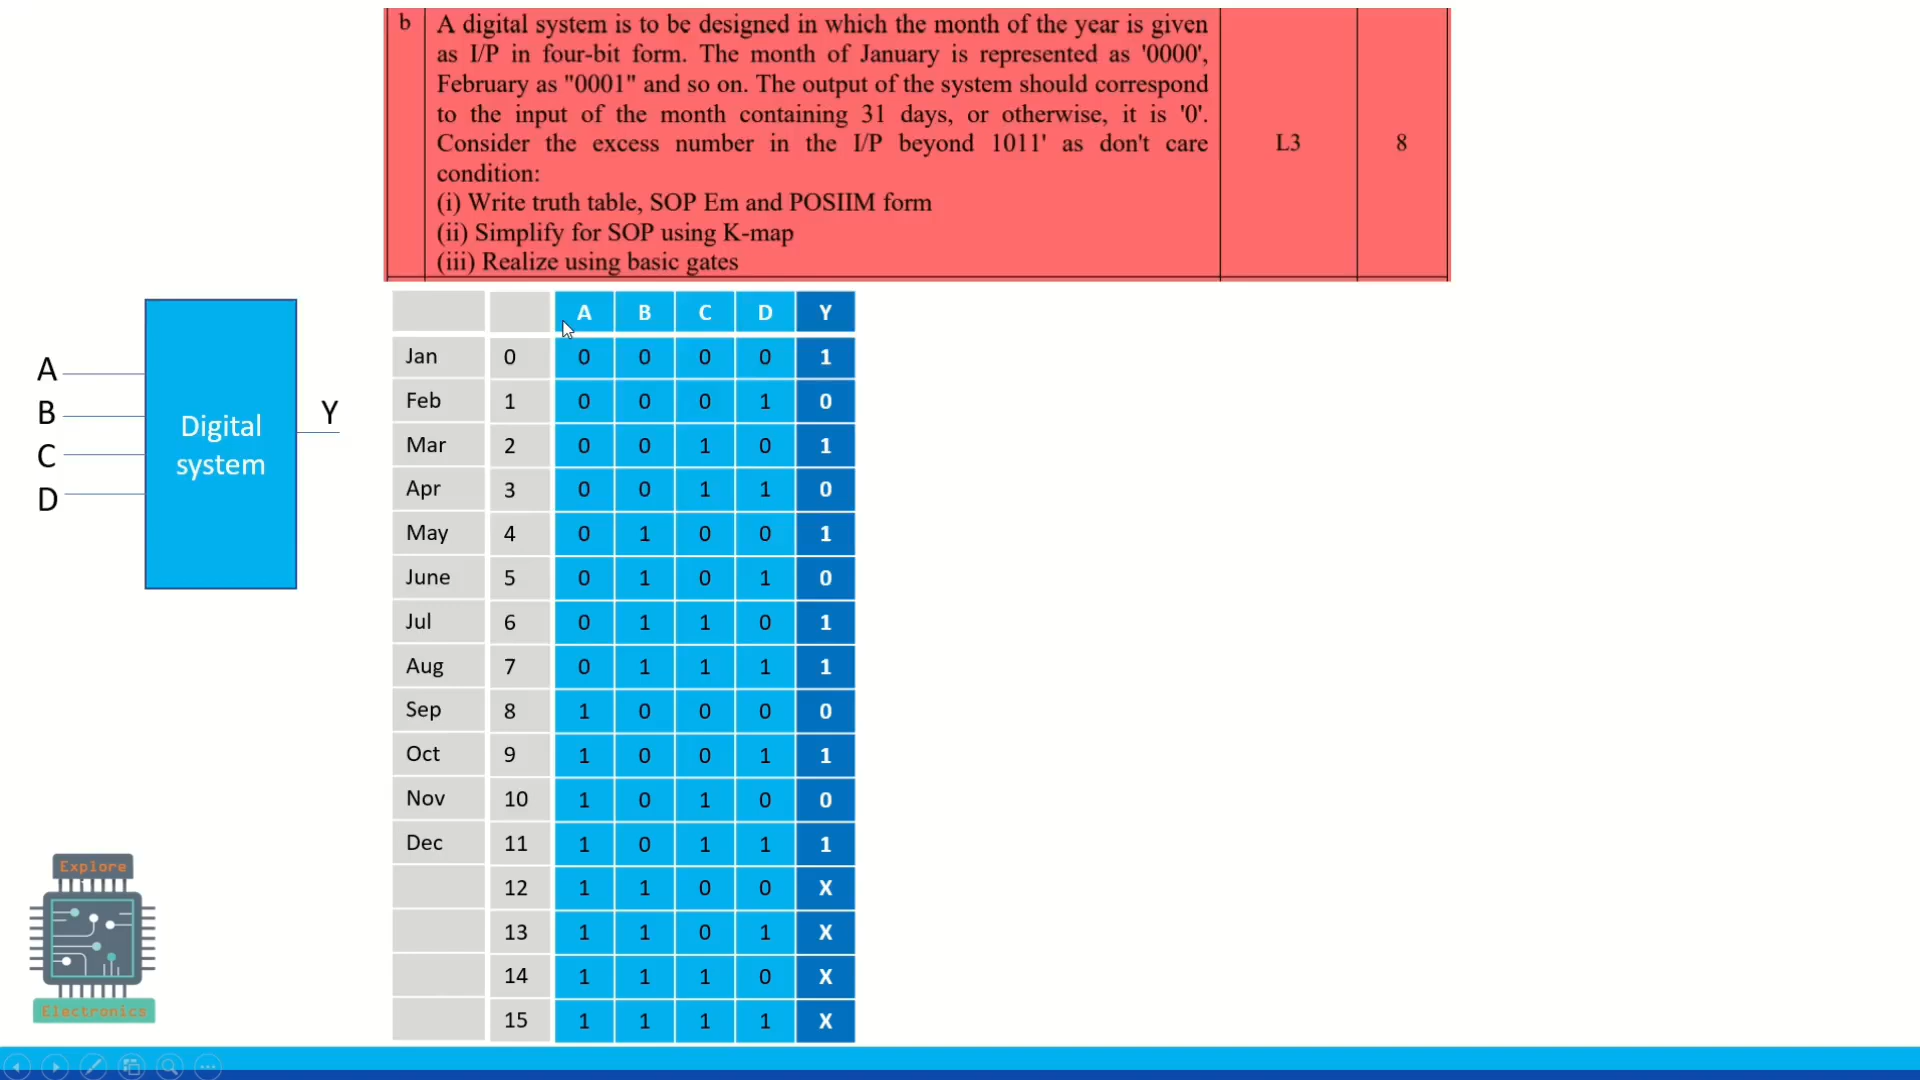 b A digital system is to be designed in which the month of the year is given
as I/P in four-bit form. The month of January is represented as '0000',
February as "0001" and so on. The output of the system should correspond
to the input of the month containing 31 days, or otherwise, it is '0'.
Consider the excess number in the I/P beyond 1011' as don't care
condition:
(i) Write truth table, SOP Em and POSIIM form
(ii) Simplify for SOP using K-map
(iii) Realize using basic gates
L3 8
A
B
C
D
Digital
system
Y
A B C D Y
Jan 0 0 0 0 0 1
Feb 1 0 0 0 1 0
Mar 2 0 0 1 0 1
Apr 3 0 0 1 1 0
May 4 0 1 0 0 1
June 5 0 1 0 1 0
Jul 6 0 1 1 0 1
Aug 7 0 1 1 1 1
Sep 8 1 0 0 0 0
Oct 9 1 0 0 1 1
Nov 10 1 0 1 0 0
Dec 11 1 0 1 1 1
12 1 1 0 0 X
13 1 1 0 1 X
14 1 1 1 0 X
15 1 1 1 1 X
Explore
Electronics